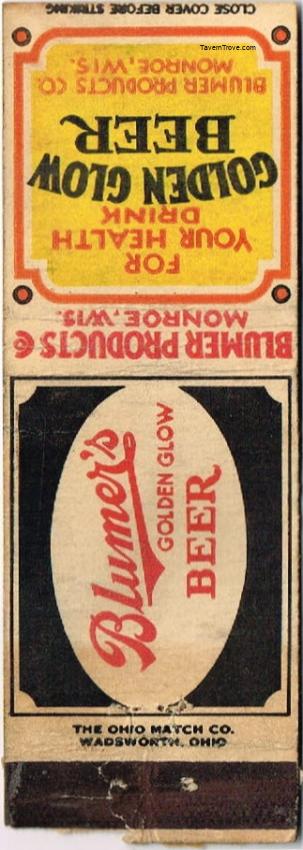 CLOSE COVER BEFORE STRIKING
TavernTrove.com
FOR
YOUR HEALTH
DRINK
GOLDEN GLOW
BEER
BLUMER PRODUCTS CO.
MONROE, WIS.
BLUMER PRODUCTS Co
MONROE, WIS.
Blumer's
GOLDEN GLOW
BEER
THE OHIO MATCH CO.
WADSWORTH, OHIO